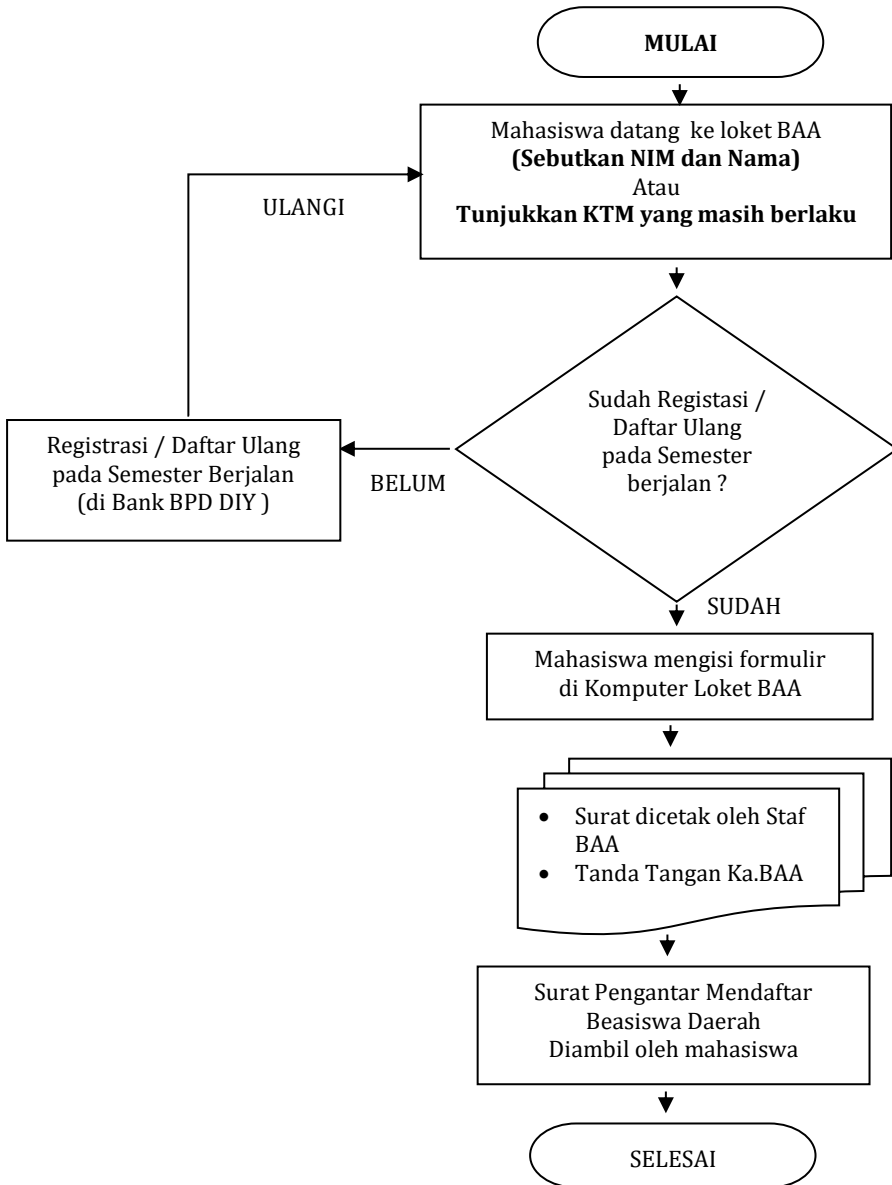 MULAI
Mahasiswa datang ke loket BAA
(Sebutkan NIM dan Nama)
Atau
Tunjukkan KTM yang masih berlaku
ULANGI
Sudah Registasi /
Daftar Ulang
pada Semester
berjalan ?
BELUM
Registrasi / Daftar Ulang
pada Semester Berjalan
(di Bank BPD DIY )
SUDAH
Mahasiswa mengisi formulir
di Komputer Loket BAA
• Surat dicetak oleh Staf
BAA
• Tanda Tangan Ka.BAA
Surat Pengantar Mendaftar
Beasiswa Daerah
Diambil oleh mahasiswa
SELESAI